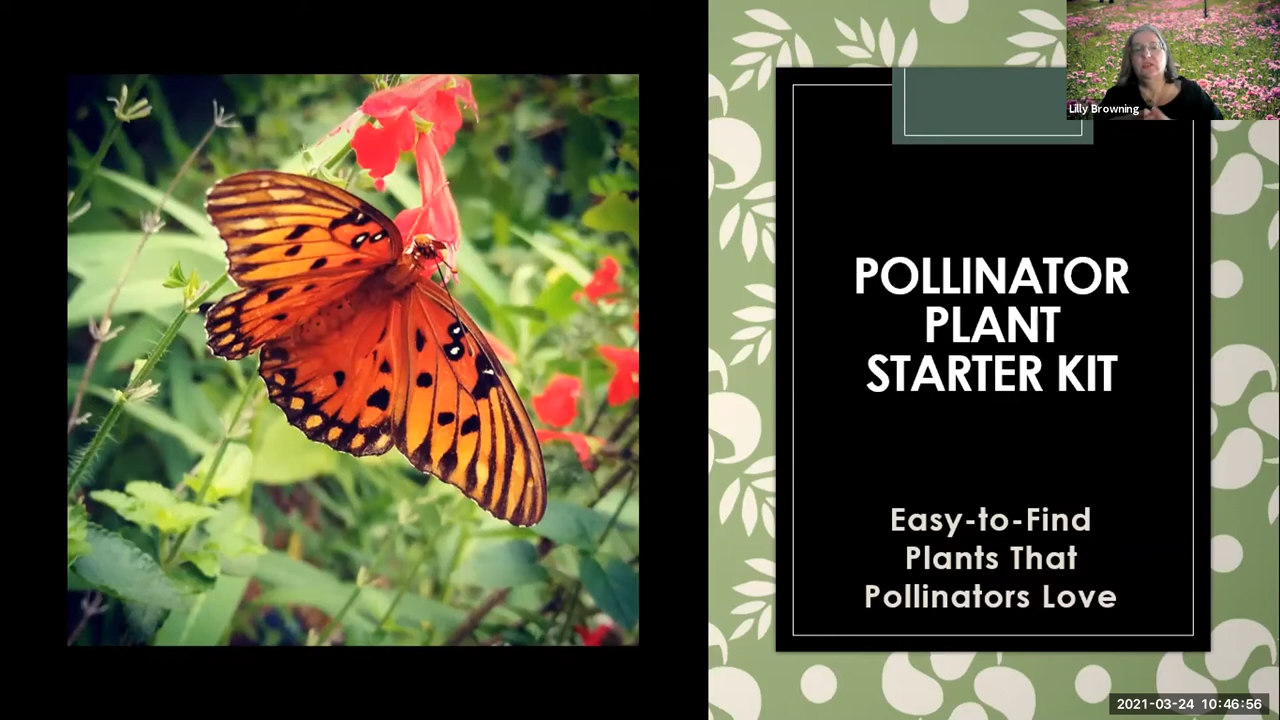 Lilly Browning
POLLINATOR
PLANT
STARTER KIT
Easy-to-Find
Plants That
Pollinators Love
2021-03-24 10:46:56